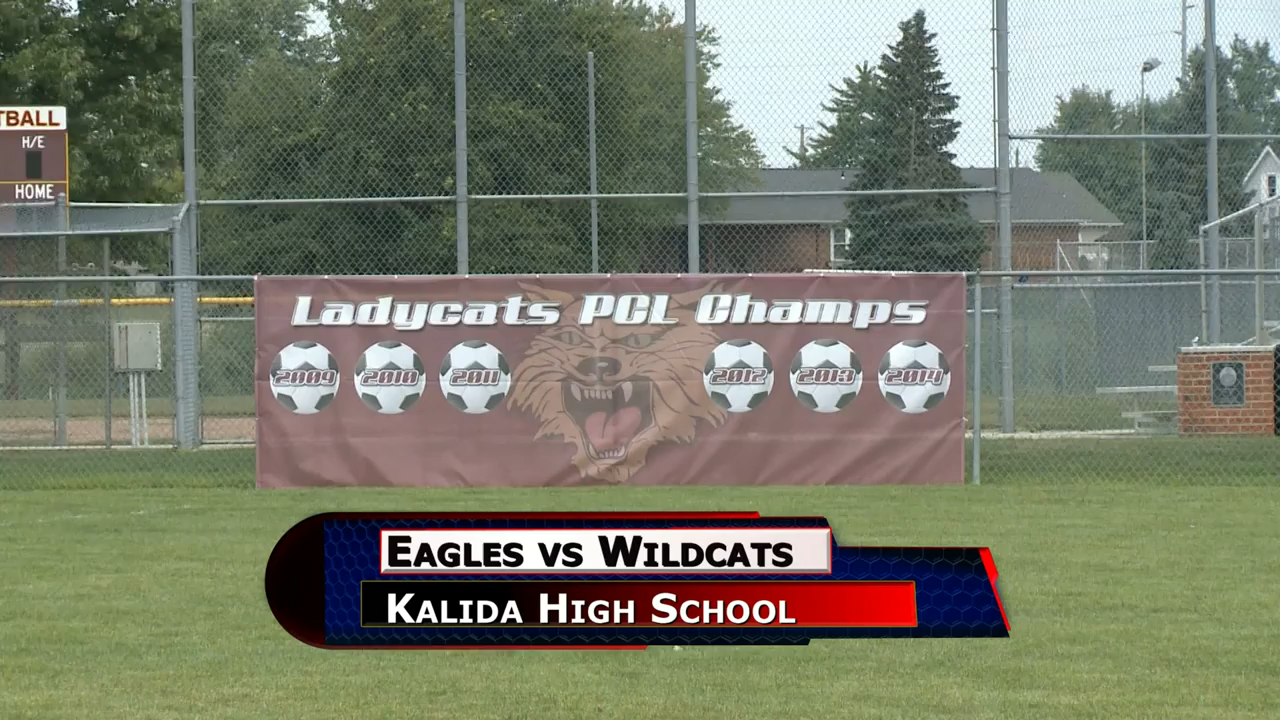 TBALL
H/E
HOME
Ladycats PCL Champs
2009 2010 2011 2012 2013 2014
EAGLES VS WILDCATS
KALIDA HIGH SCHOOL